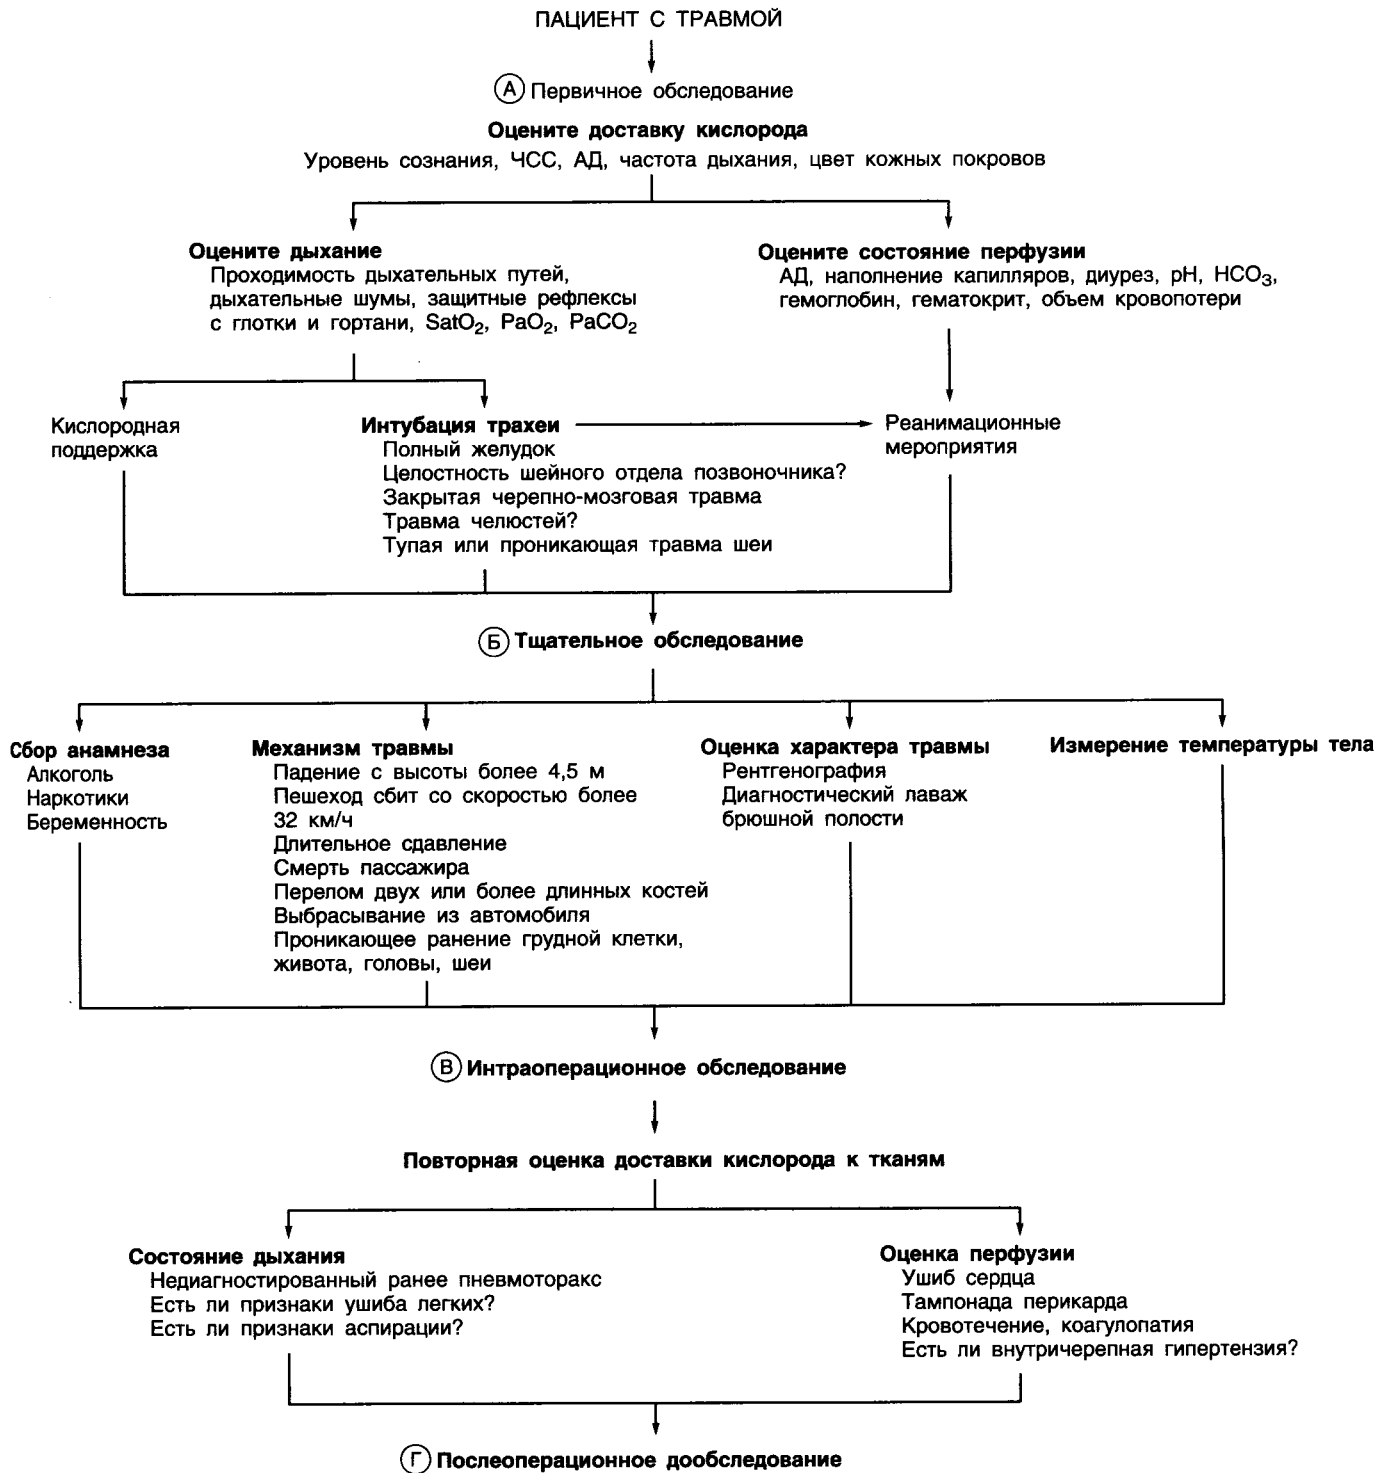 ПАЦИЕНТ С ТРАВМОЙ
А Первичное обследование
Оцените доставку кислорода
Уровень сознания, ЧСС, АД, частота дыхания, цвет кожных покровов
Оцените дыхание
Проходимость дыхательных путей,
дыхательные шумы, защитные рефлексы
с глотки и гортани, SatO₂, PaO₂, PaCO₂
Оцените состояние перфузии
АД, наполнение капилляров, диурез, pH, HCO₃,
гемоглобин, гематокрит, объем кровопотери
Кислородная
поддержка
Интубация трахеи
Полный желудок
Целостность шейного отдела позвоночника?
Закрытая черепно-мозговая травма
Травма челюстей?
Тупая или проникающая травма шеи
Реанимационные
мероприятия
Б Тщательное обследование
Сбор анамнеза
Алкоголь
Наркотики
Беременность
Механизм травмы
Падение с высоты более 4,5 м
Пешеход сбит со скоростью более
32 км/ч
Длительное сдавление
Смерть пассажира
Перелом двух или более длинных костей
Выбрасывание из автомобиля
Проникающее ранение грудной клетки,
живота, головы, шеи
Оценка характера травмы
Рентгенография
Диагностический лаваж
брюшной полости
Измерение температуры тела
В Интраоперационное обследование
Повторная оценка доставки кислорода к тканям
Состояние дыхания
Недиагностированный ранее пневмоторакс
Есть ли признаки ушиба легких?
Есть ли признаки аспирации?
Оценка перфузии
Ушиб сердца
Тампонада перикарда
Кровотечение, коагулопатия
Есть ли внутричерепная гипертензия?
Г Послеоперационное дообследование